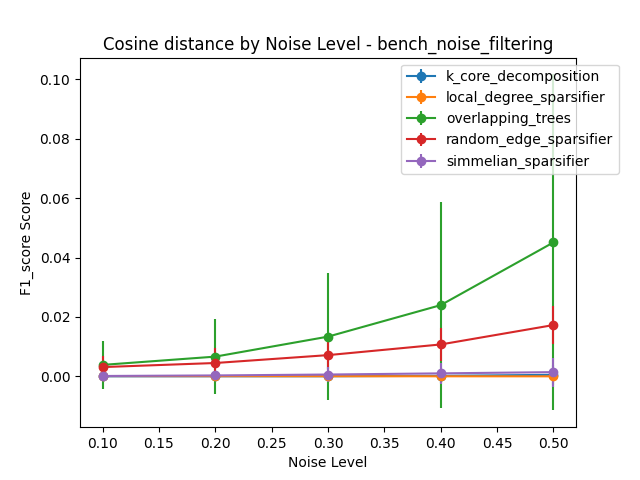 Cosine distance by Noise Level - bench_noise_filtering
k_core_decomposition
local_degree_sparsifier
overlapping_trees
random_edge_sparsifier
simmelian_sparsifier
F1_score Score
0.10
0.08
0.06
0.04
0.02
0.00
0.10 0.15 0.20 0.25 0.30 0.35 0.40 0.45 0.50
Noise Level